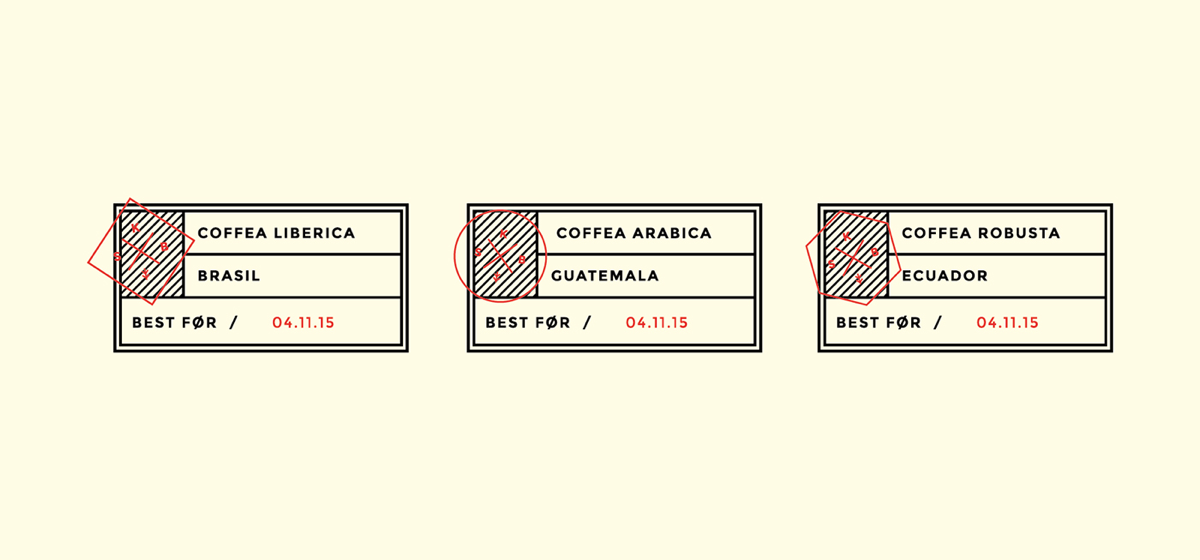 K
B
S
Y
COFFEA LIBERICA
BRASIL
BEST FØR / 04.11.15
K
B
S
Y
COFFEA ARABICA
GUATEMALA
BEST FØR / 04.11.15
K
B
S
Y
COFFEA ROBUSTA
ECUADOR
BEST FØR / 04.11.15